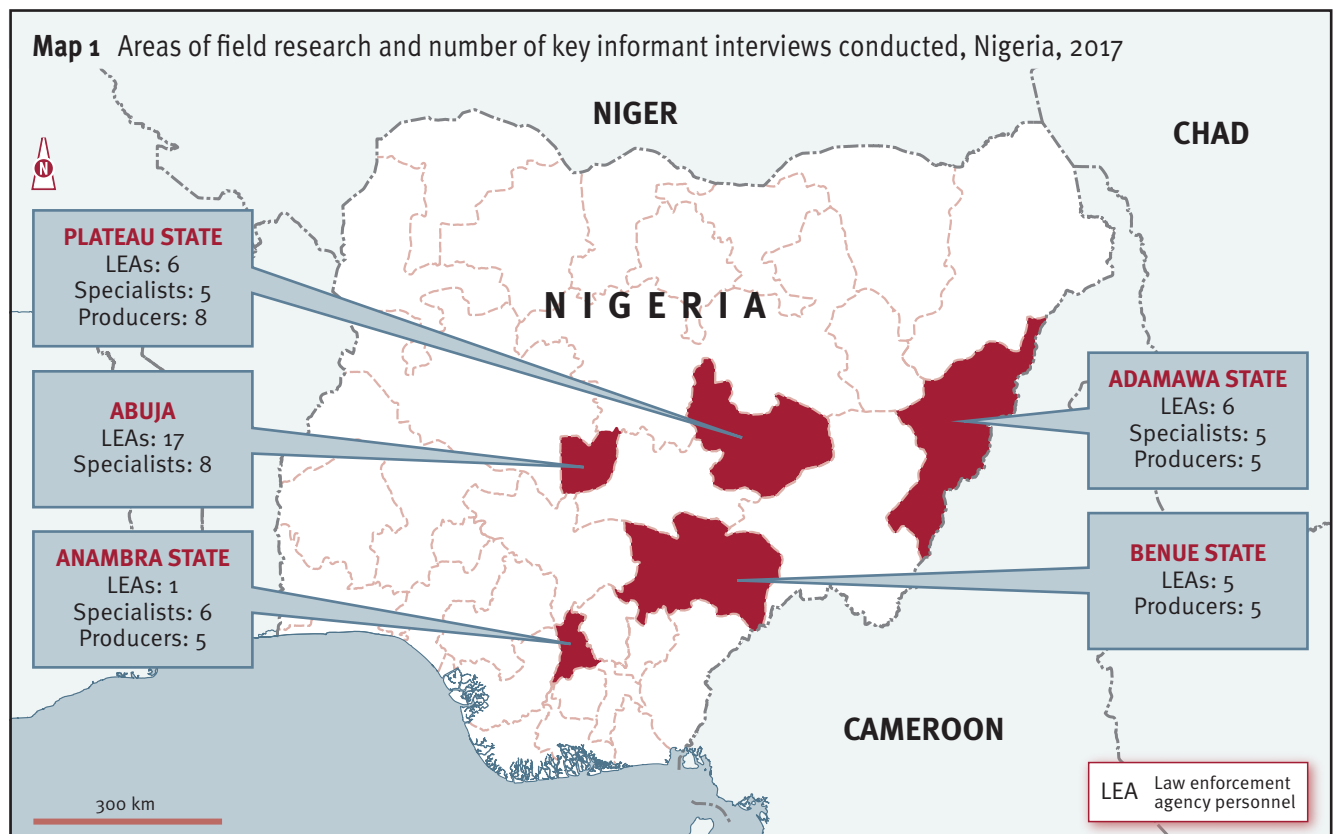 Map 1 Areas of field research and number of key informant interviews conducted, Nigeria, 2017
NIGER
CHAD
N
PLATEAU STATE
LEAs: 6
Specialists: 5
Producers: 8
NIGERIA
ABUJA
LEAs: 17
Specialists: 8
ADAMAWA STATE
LEAs: 6
Specialists: 5
Producers: 5
ANAMBRA STATE
LEAs: 1
Specialists: 6
Producers: 5
BENUE STATE
LEAs: 5
Producers: 5
CAMEROON
300 km
LEA Law enforcement
agency personnel